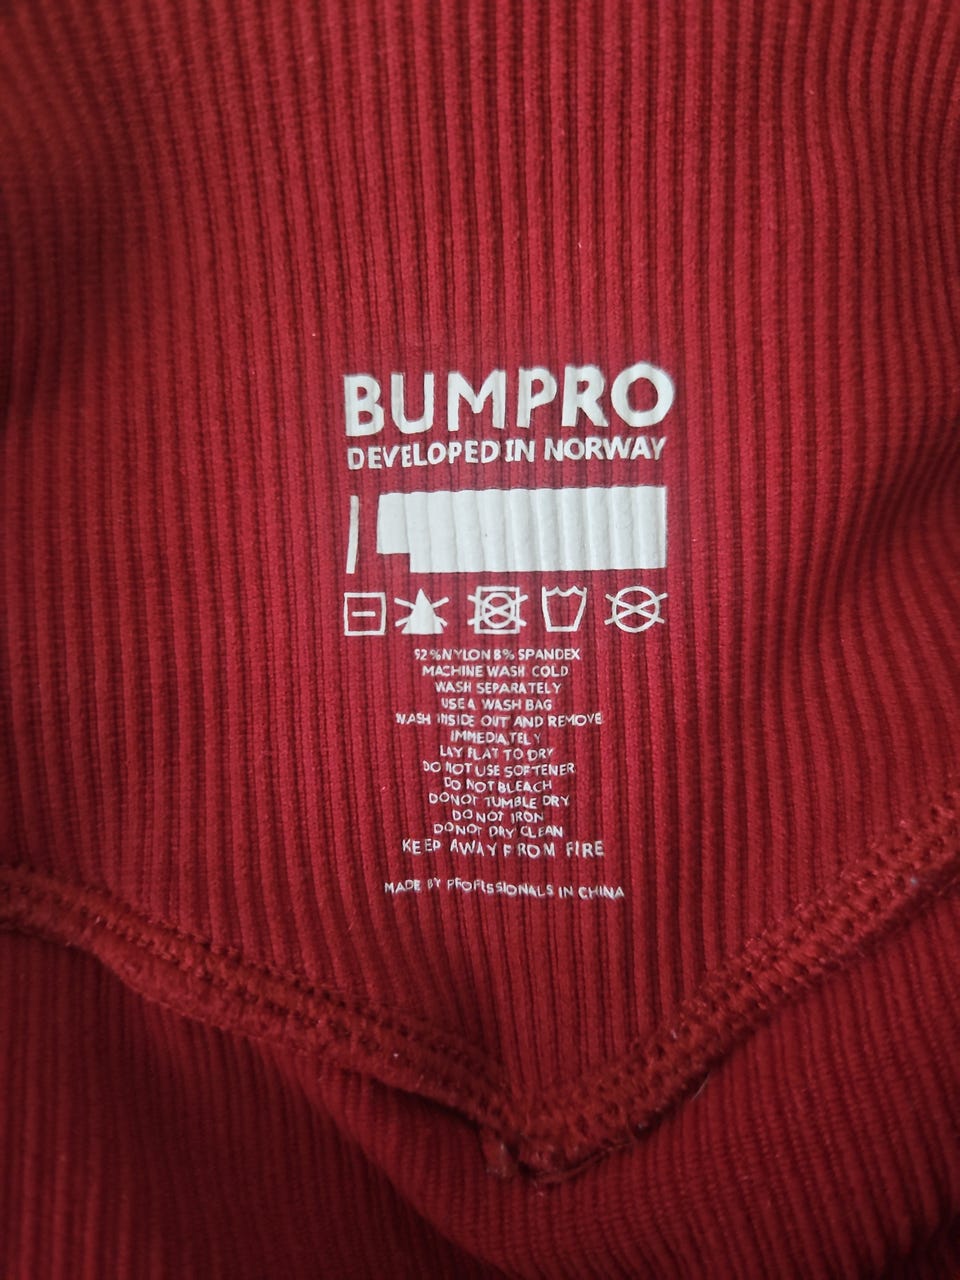 BUMPRO
DEVELOPED IN NORWAY
92% NYLON 8% SPANDEX
MACHINE WASH COLD
WASH SEPARATELY
USE A WASH BAG
WASH INSIDE OUT AND REMOVE
IMMEDIATELY
LAY FLAT TO DRY
DO NOT USE SOFTENER
DO NOT BLEACH
DO NOT TUMBLE DRY
DO NOT IRON
DO NOT DRY CLEAN
KEEP AWAY FROM FIRE
MADE BY PROFESSIONALS IN CHINA